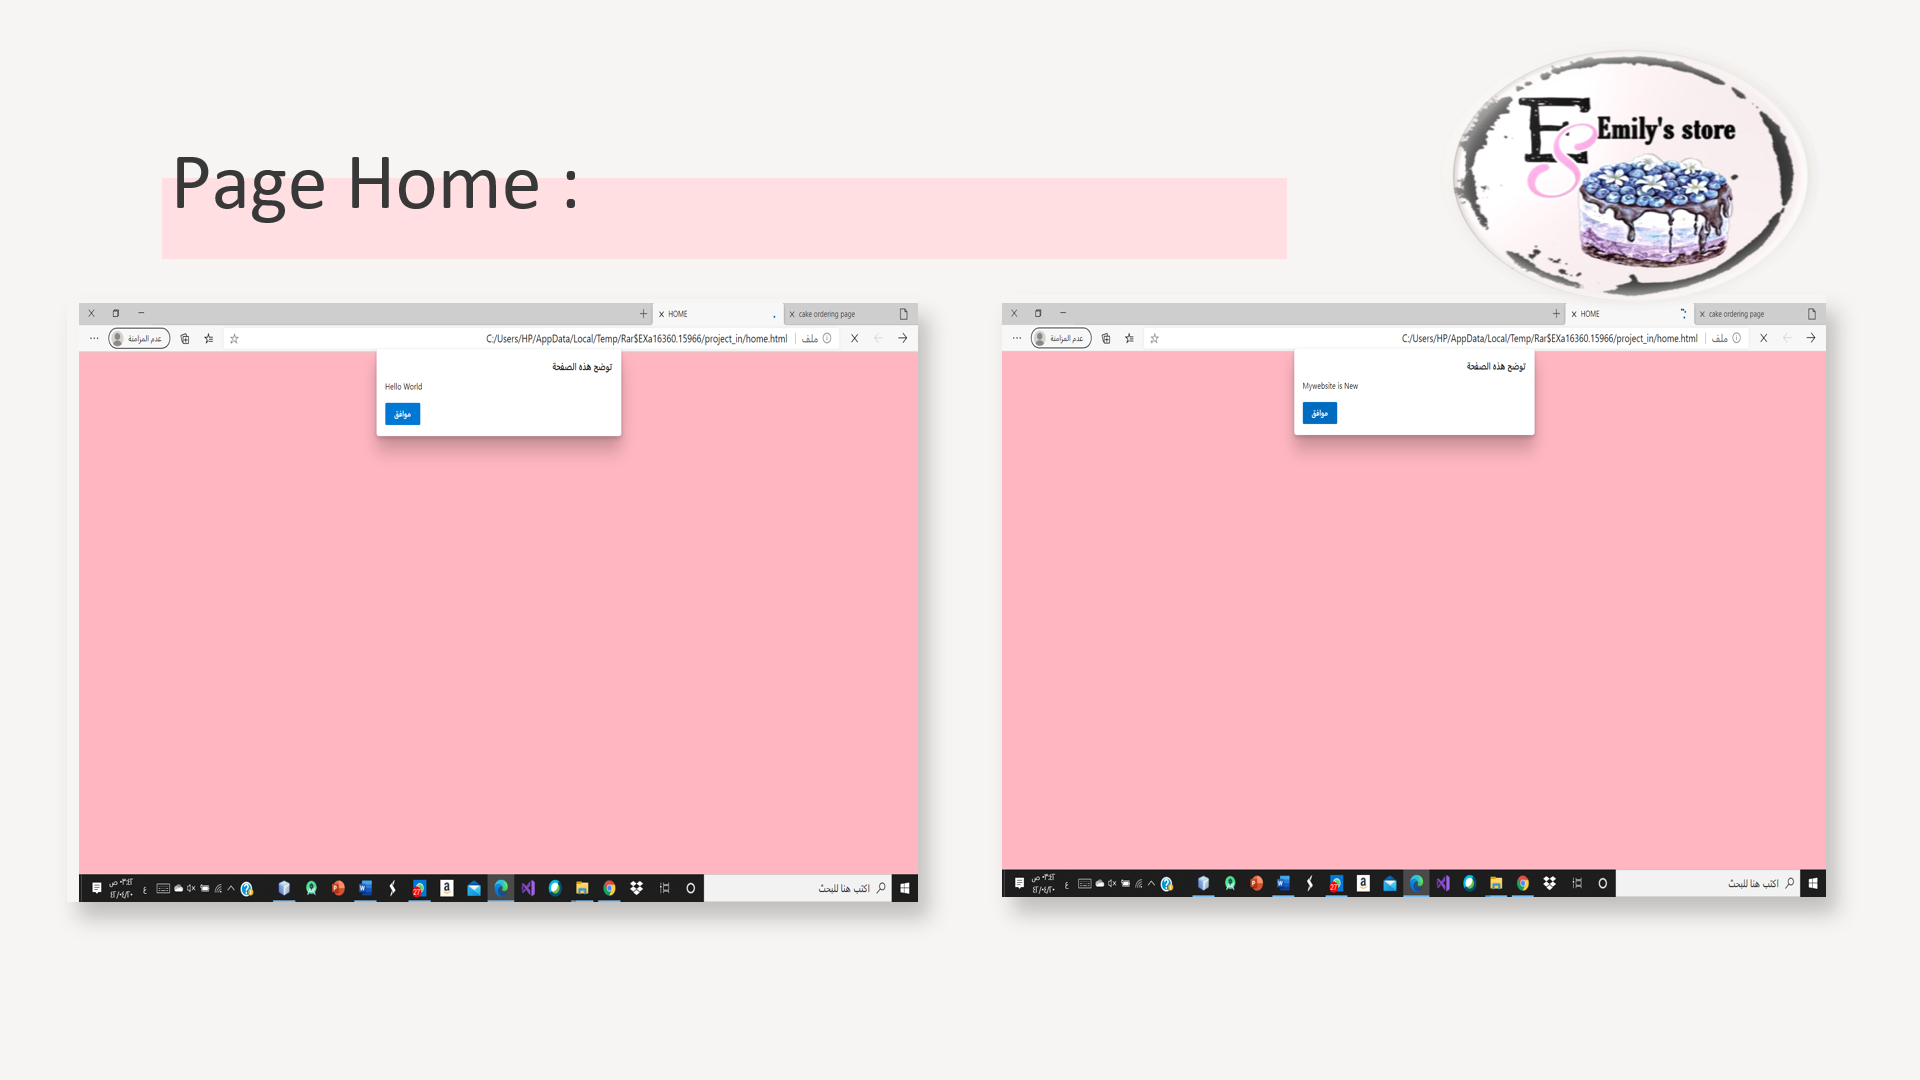 Page Home :
ES
Emily's store
HOME
cake ordering page
عدم المزامنة
C:/Users/HP/AppData/Local/Temp/Rar$EXa16360.15966/project_in/home.html
ملف
توضح هذه الصفحة
Hello World
موافق
اكتب هنا للبحث
HOME
cake ordering page
عدم المزامنة
C:/Users/HP/AppData/Local/Temp/Rar$EXa16360.15966/project_in/home.html
ملف
توضح هذه الصفحة
Mywebsite is New
موافق
اكتب هنا للبحث